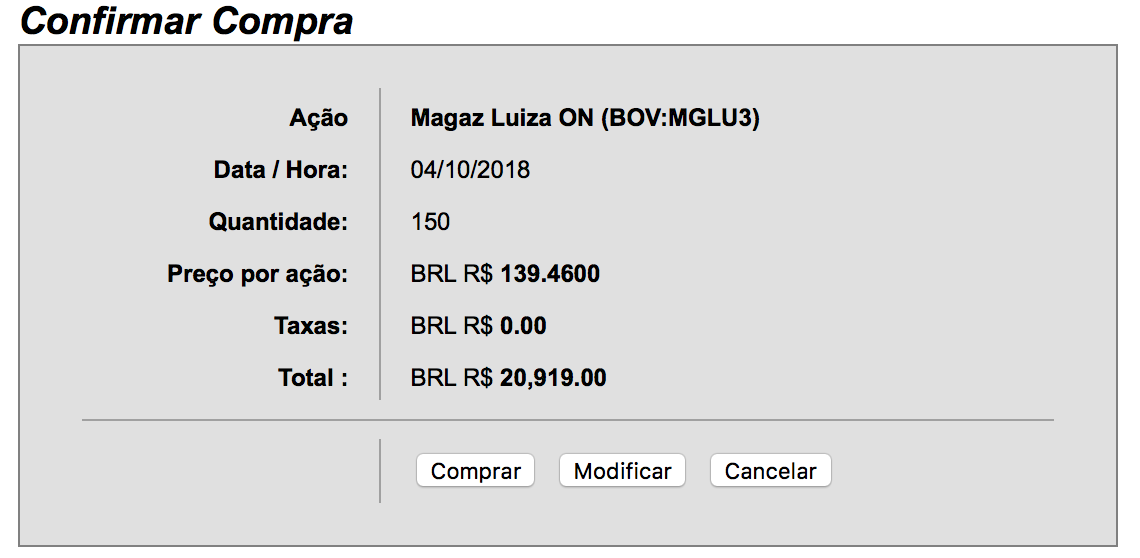 Confirmar Compra
Ação Magaz Luiza ON (BOV:MGLU3)
Data / Hora: 04/10/2018
Quantidade: 150
Preço por ação: BRL R$ 139.4600
Taxas: BRL R$ 0.00
Total : BRL R$ 20,919.00
Comprar Modificar Cancelar